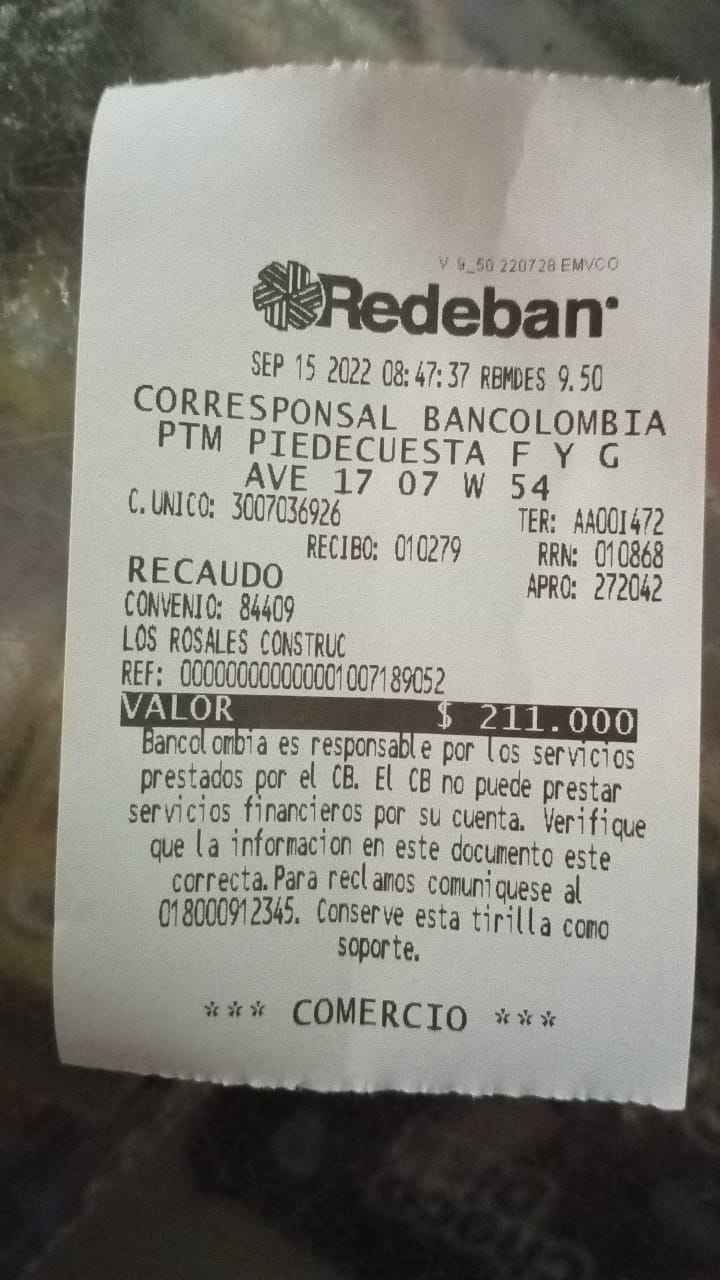 V 9_50 220728 EMVCO
Redeban
SEP 15 2022 08:47:37 RBMDES 9.50
CORRESPONSAL BANCOLOMBIA
PTM PIEDECUESTA F Y G
AVE 17 07 W 54
C.UNICO: 3007036926 TER: AA00I472
RECIBO: 010279 RRN: 010868
RECAUDO APRO: 272042
CONVENIO: 84409
LOS ROSALES CONSTRUC
REF: 00000000000001007189052
VALOR $ 211.000
Bancolombia es responsable por los servicios
prestados por el CB. El CB no puede prestar
servicios financieros por su cuenta. Verifique
que la informacion en este documento este
correcta.Para reclamos comuniquese al
018000912345. Conserve esta tirilla como
soporte.
*** COMERCIO ***